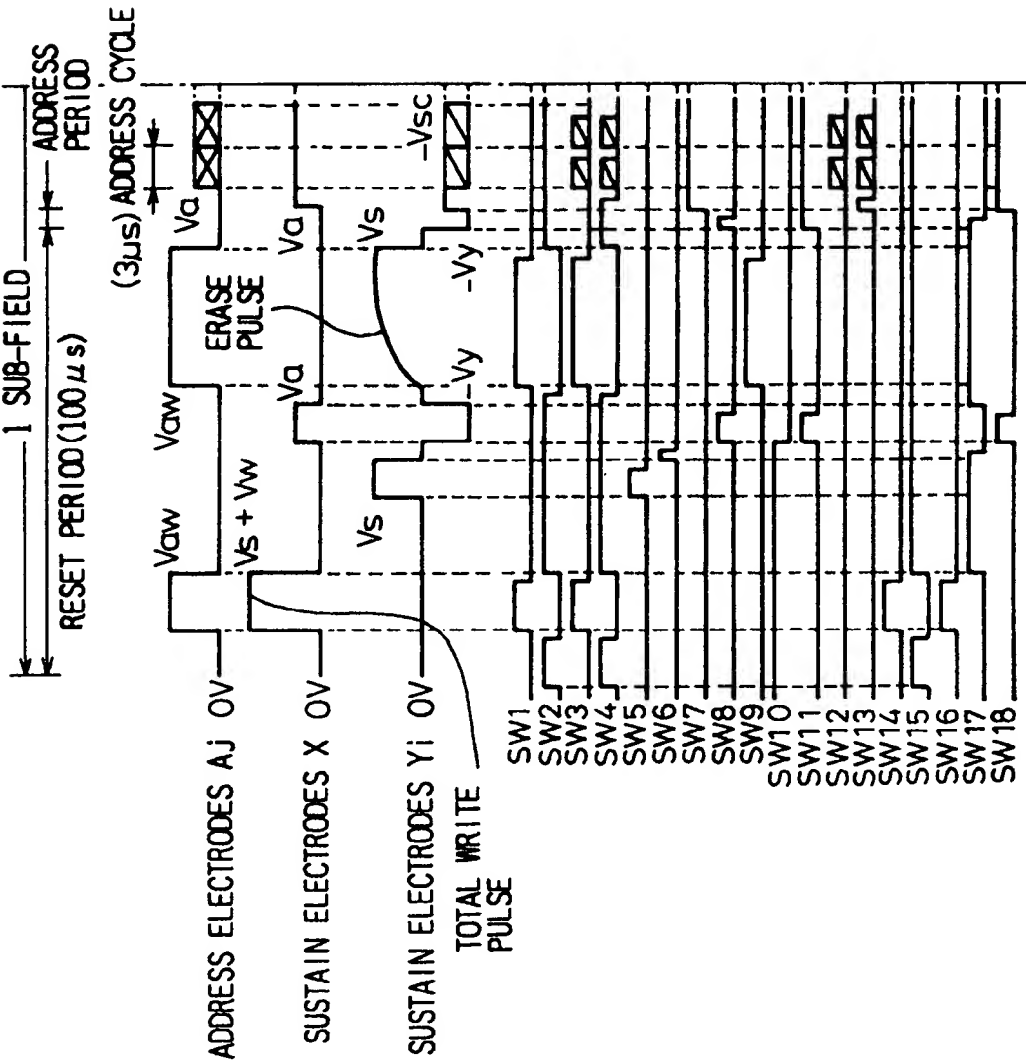 1 SUB-FIELD
RESET PERIOD (100μs)
ADDRESS
PERIOD
(3μs) ADDRESS CYCLE
Vaw
Vaw
Va
ADDRESS ELECTRODES Aj 0V
Vs + Vw
Va
Va
SUSTAIN ELECTRODES X 0V
ERASE
PULSE
Vs
Vs
-Vy
-Vy
-Vsc
SUSTAIN ELECTRODES Yi 0V
TOTAL WRITE
PULSE
SW1
SW2
SW3
SW4
SW5
SW6
SW7
SW8
SW9
SW10
SW11
SW12
SW13
SW14
SW15
SW16
SW17
SW18